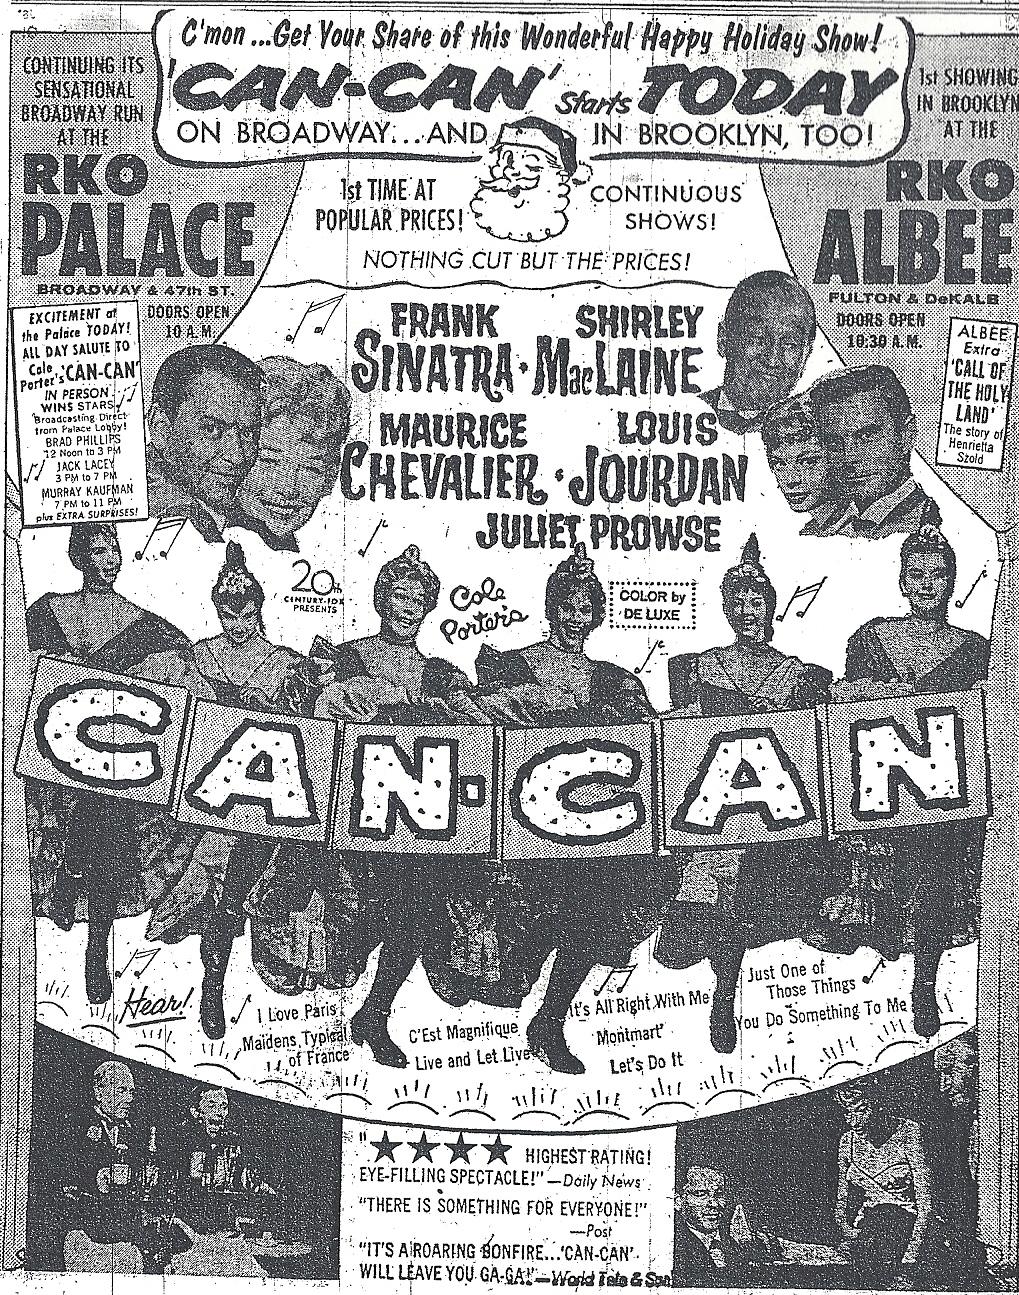 C'mon ...Get Your Share of this Wonderful Happy Holiday Show!
'CAN-CAN' Starts TODAY
ON BROADWAY...AND IN BROOKLYN, TOO!
CONTINUING ITS
SENSATIONAL
BROADWAY RUN
AT THE
RKO
PALACE
BROADWAY & 47th ST.
DOORS OPEN
10 A.M.
1st SHOWING
IN BROOKLYN
AT THE
RKO
ALBEE
FULTON & DeKALB
DOORS OPEN
10:30 A.M.
1st TIME AT
POPULAR PRICES!
CONTINUOUS
SHOWS!
NOTHING CUT BUT THE PRICES!
EXCITEMENT at
the Palace TODAY!
ALL DAY SALUTE TO
Cole
Porter's 'CAN-CAN'
IN PERSON
WINS STARS
Broadcasting Direct
from Palace Lobby!
BRAD PHILLIPS
12 Noon to 3 PM
JACK LACEY
3 PM to 7 PM
MURRAY KAUFMAN
7 PM to 11 PM
plus EXTRA SURPRISES!
ALBEE
Extra
'CALL OF
THE HOLY
LAND'
The story of
Henrietta
Szold
FRANK
SINATRA ·
SHIRLEY
MacLAINE
MAURICE
CHEVALIER ·
LOUIS
JOURDAN
JULIET PROWSE
20th
CENTURY-FOX
PRESENTS
Cole
Porter's
COLOR by
DE LUXE
CAN-CAN
Hear!
I Love Paris
Maidens Typical
of France
C'Est Magnifique
Live and Let Live
It's All Right With Me
Montmart'
Let's Do It
Just One of
Those Things
You Do Something To Me
"★★★★ HIGHEST RATING!
EYE-FILLING SPECTACLE!" —Daily News
"THERE IS SOMETHING FOR EVERYONE!"
—Post
"IT'S A ROARING BONFIRE...'CAN-CAN'
WILL LEAVE YOU GA-GA!" —World Tele & Sun